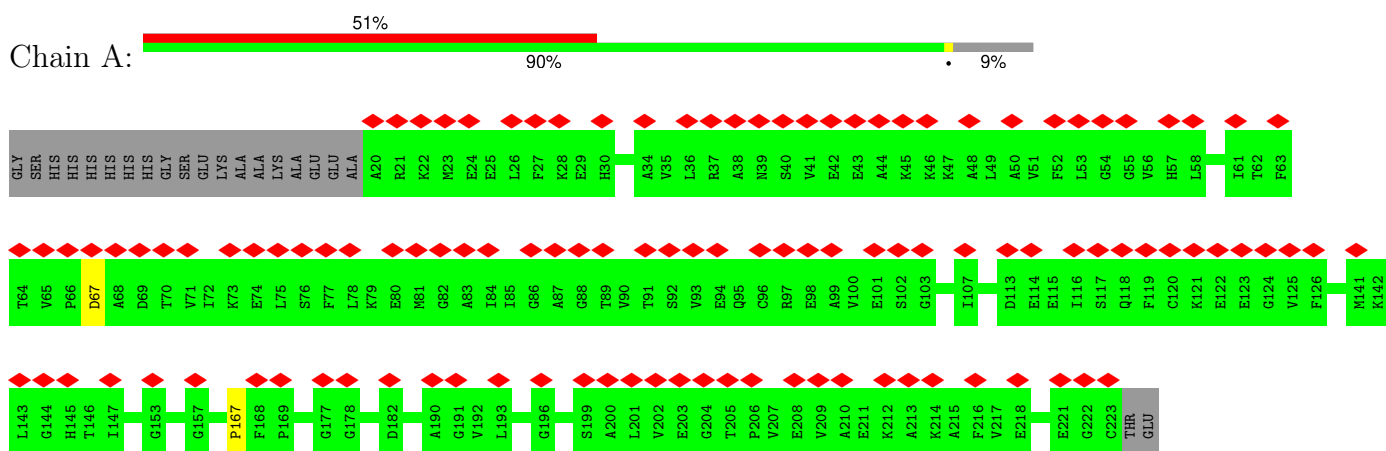 51%
Chain A:
90% • 9%
GLY SER HIS HIS HIS HIS HIS HIS GLY SER GLU LYS ALA ALA LYS ALA GLU GLU ALA A20 R21 K22 M23 E24 E25 L26 F27 K28 E29 H30 A34 V35 L36 R37 A38 N39 S40 V41 E42 E43 A44 K45 K46 K47 A48 L49 A50 V51 F52 L53 G54 G55 V56 H57 L58 I61 T62 F63
T64 V65 P66 D67 A68 D69 T70 V71 I72 K73 E74 L75 S76 F77 L78 K79 E80 M81 G82 A83 I84 I85 G86 A87 G88 T89 V90 T91 S92 V93 E94 Q95 C96 R97 E98 A99 V100 E101 S102 G103 I107 D113 E114 E115 I116 S117 Q118 F119 C120 K121 E122 E123 G124 V125 F126 M141 K142
L143 G144 H145 T146 I147 G153 G157 P167 F168 P169 G177 G178 D182 A190 G191 V192 L193 G196 S199 A200 L201 V202 E203 G204 T205 P206 V207 E208 V209 A210 E211 K212 A213 K214 A215 F216 V217 E218 E221 G222 C223 THR GLU